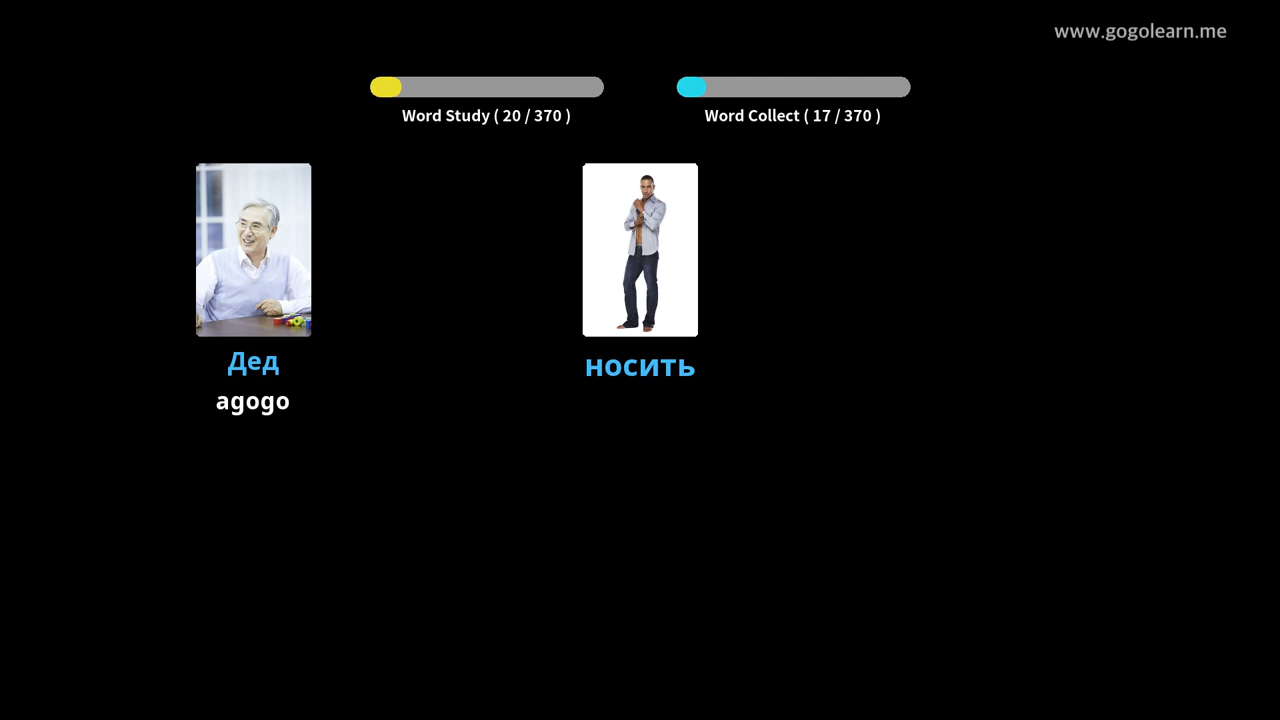 www.gogolearn.me
Word Study ( 20 / 370 )
Word Collect ( 17 / 370 )
Дед
agogo
носить